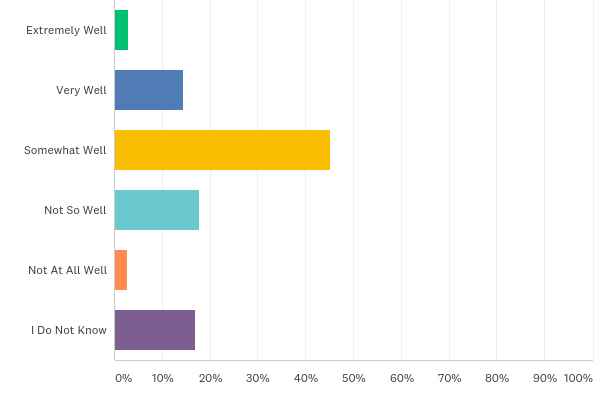 Extremely Well
Very Well
Somewhat Well
Not So Well
Not At All Well
I Do Not Know
0% 10% 20% 30% 40% 50% 60% 70% 80% 90% 100%